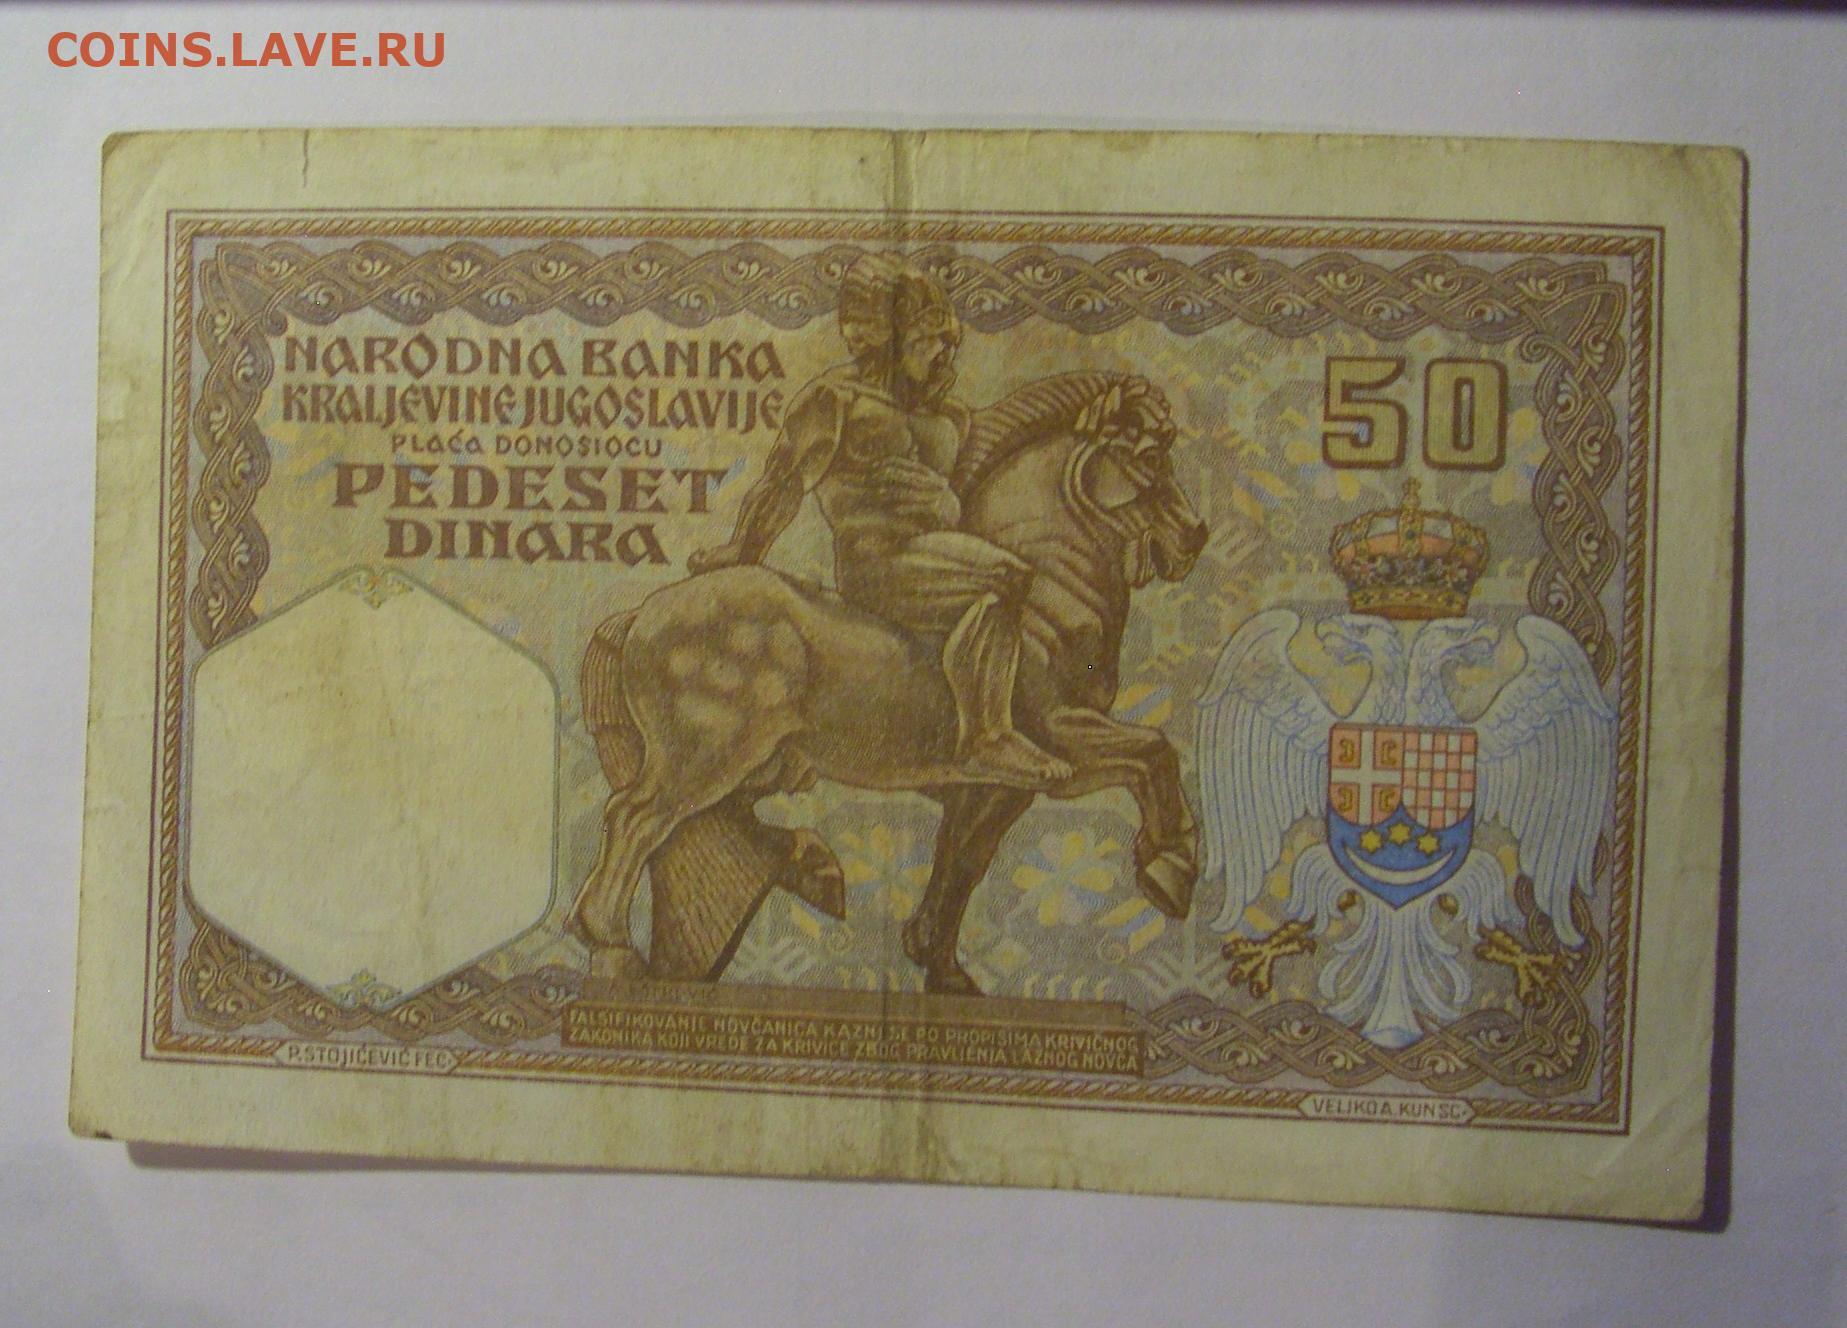 COINS.LAVE.RU
NARODNA BANKA
KRALJEVINE JUGOSLAVIJE
PLAĆA DONOSIOCU
PEDESET
DINARA
50
FALSIFIKOVANJE NOVČANICA KAZNI SE PO PROPISIMA KRIVIČNOG
ZAKONIKA KOJI VREDE ZA KRIVICE ZBOG PRAVLJENJA LAŽNOG NOVCA
P. STOJIĆEVIĆ FEC.
VELJKO A. KUN SC.